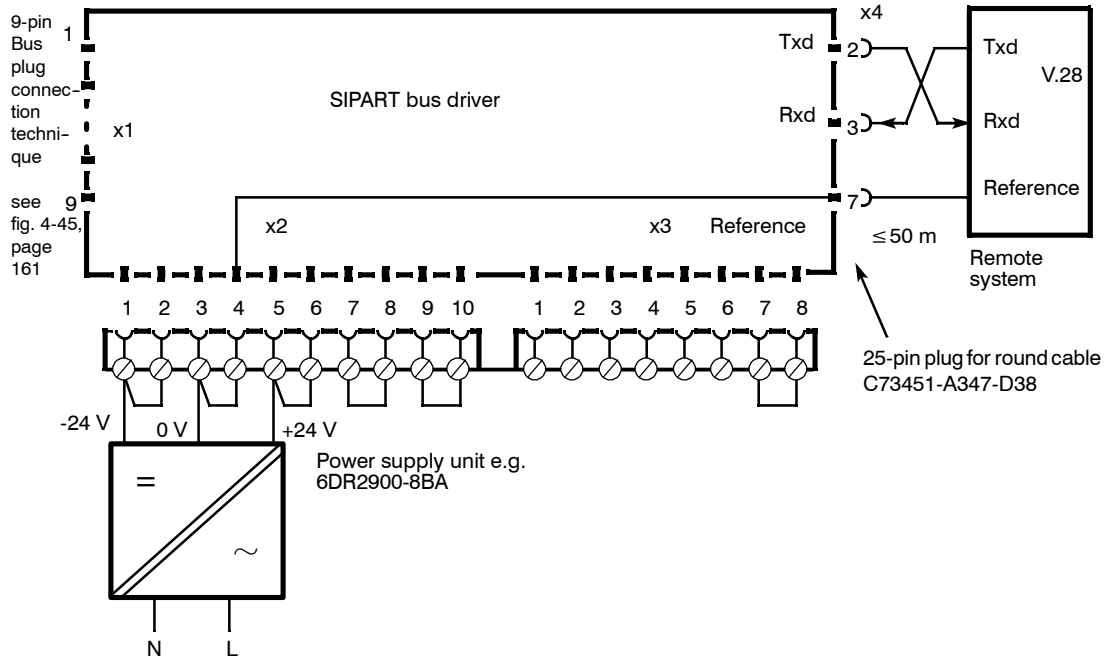 9-pin
Bus
plug
connec-
tion
techni-
que
see
fig. 4-45,
page
161
1
9
x1
SIPART bus driver
x2
x3
Reference
Txd
Rxd
x4
2
3
7
≤ 50 m
Txd
V.28
Rxd
Reference
Remote
system
1 2 3 4 5 6 7 8 9 10
1 2 3 4 5 6 7 8
25-pin plug for round cable
C73451-A347-D38
-24 V
0 V
+24 V
Power supply unit e.g.
6DR2900-8BA
=
~
N
L